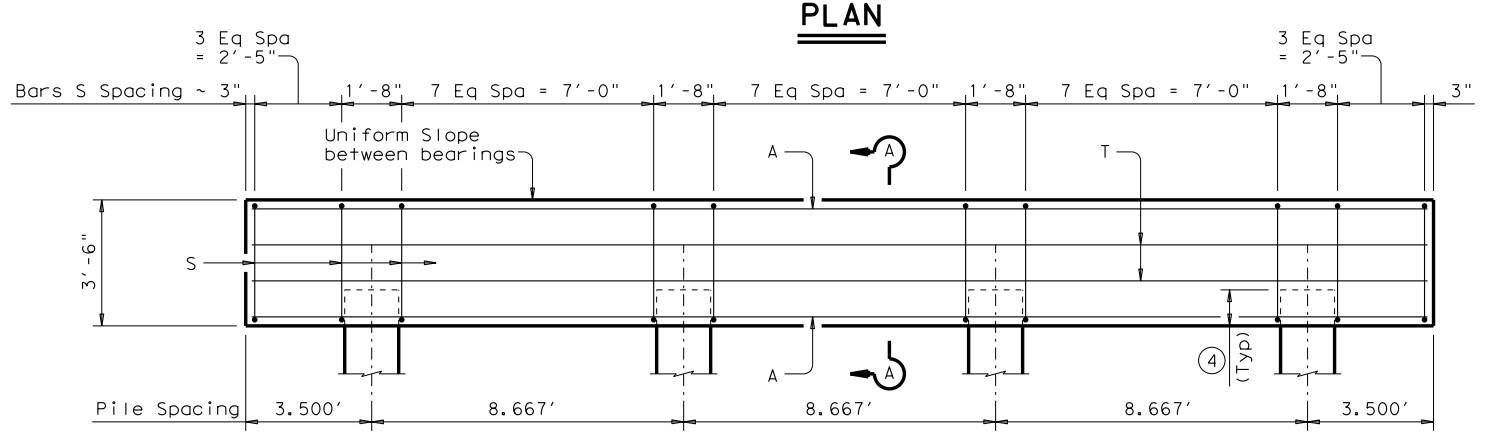 PLAN
3 Eq Spa
= 2'-5"
3 Eq Spa
= 2'-5"
Bars S Spacing ~ 3" 1'-8" 7 Eq Spa = 7'-0" 1'-8" 7 Eq Spa = 7'-0" 1'-8" 7 Eq Spa = 7'-0" 1'-8" 3"
Uniform Slope
between bearings
A
A
T
3'-6"
S
4
(Typ)
A
A
Pile Spacing 3.500' 8.667' 8.667' 8.667' 3.500'